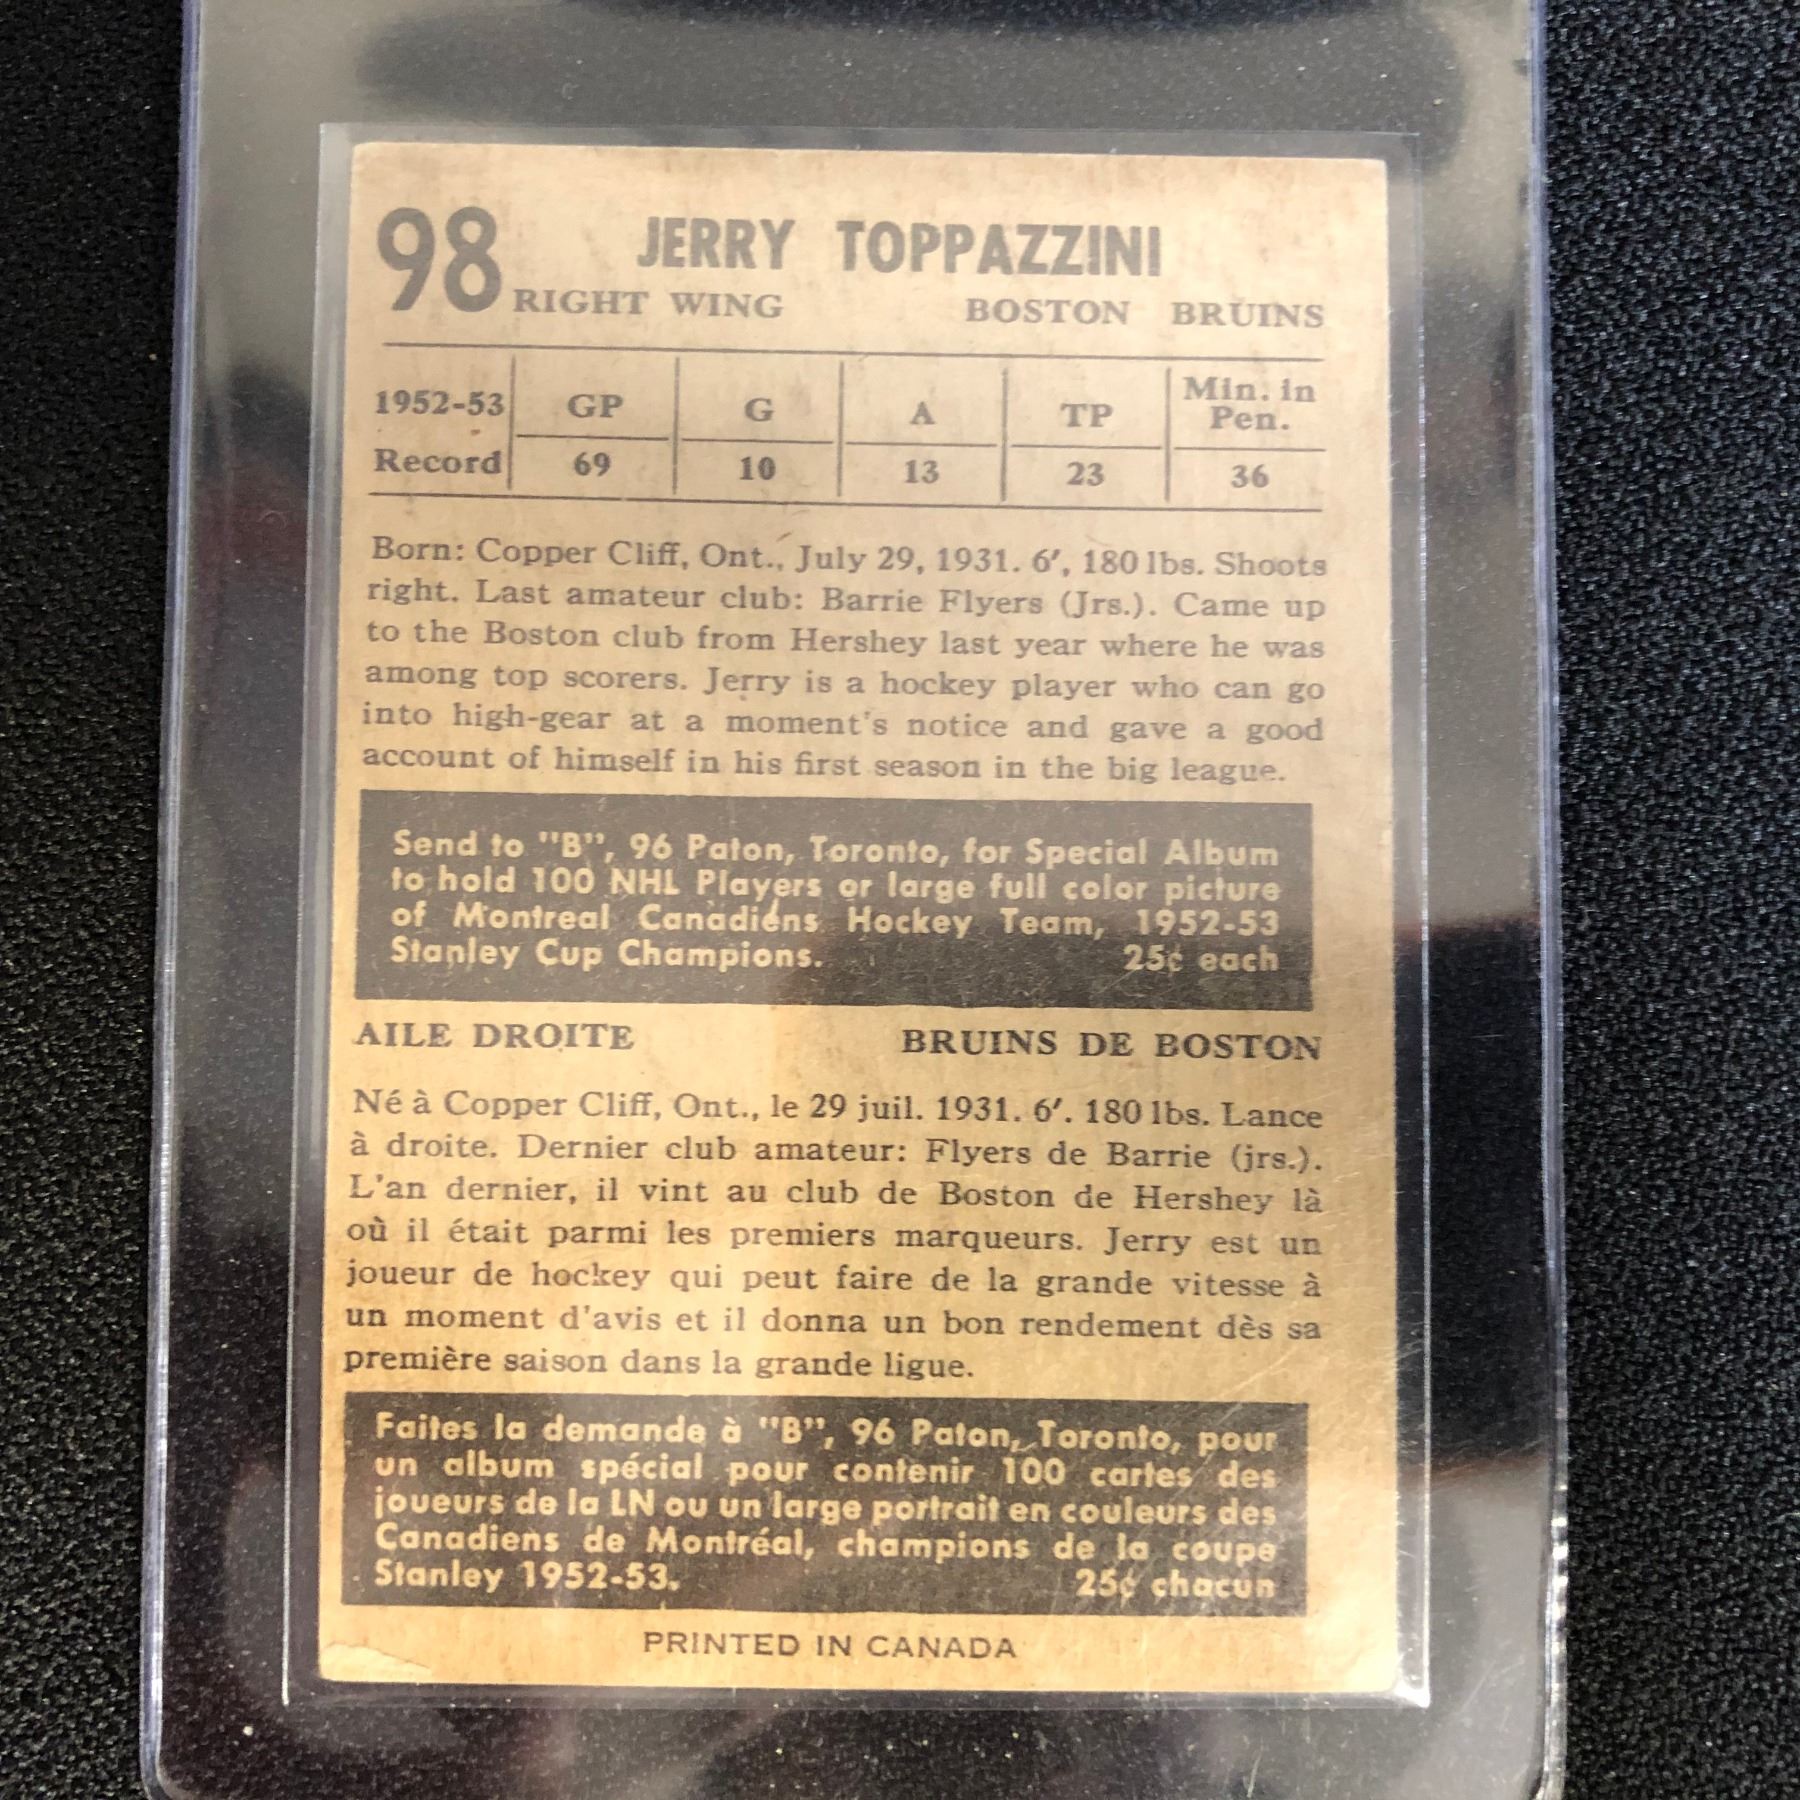 98 JERRY TOPPAZZINI
RIGHT WING BOSTON BRUINS
1952-53 GP G A TP Min. in Pen.
Record 69 10 13 23 36
Born: Copper Cliff, Ont., July 29, 1931. 6′, 180 lbs. Shoots
right. Last amateur club: Barrie Flyers (Jrs.). Came up
to the Boston club from Hershey last year where he was
among top scorers. Jerry is a hockey player who can go
into high-gear at a moment's notice and gave a good
account of himself in his first season in the big league.
Send to "B", 96 Paton, Toronto, for Special Album
to hold 100 NHL Players or large full color picture
of Montreal Canadiens Hockey Team, 1952-53
Stanley Cup Champions. 25¢ each
AILE DROITE BRUINS DE BOSTON
Né à Copper Cliff, Ont., le 29 juil. 1931. 6′. 180 lbs. Lance
à droite. Dernier club amateur: Flyers de Barrie (jrs.).
L'an dernier, il vint au club de Boston de Hershey là
où il était parmi les premiers marqueurs. Jerry est un
joueur de hockey qui peut faire de la grande vitesse à
un moment d'avis et il donna un bon rendement dès sa
première saison dans la grande ligue.
Faites la demande à "B", 96 Paton, Toronto, pour
un album spécial pour contenir 100 cartes des
joueurs de la LN ou un large portrait en couleurs des
Canadiens de Montréal, champions de la coupe
Stanley 1952-53. 25¢ chacun
PRINTED IN CANADA